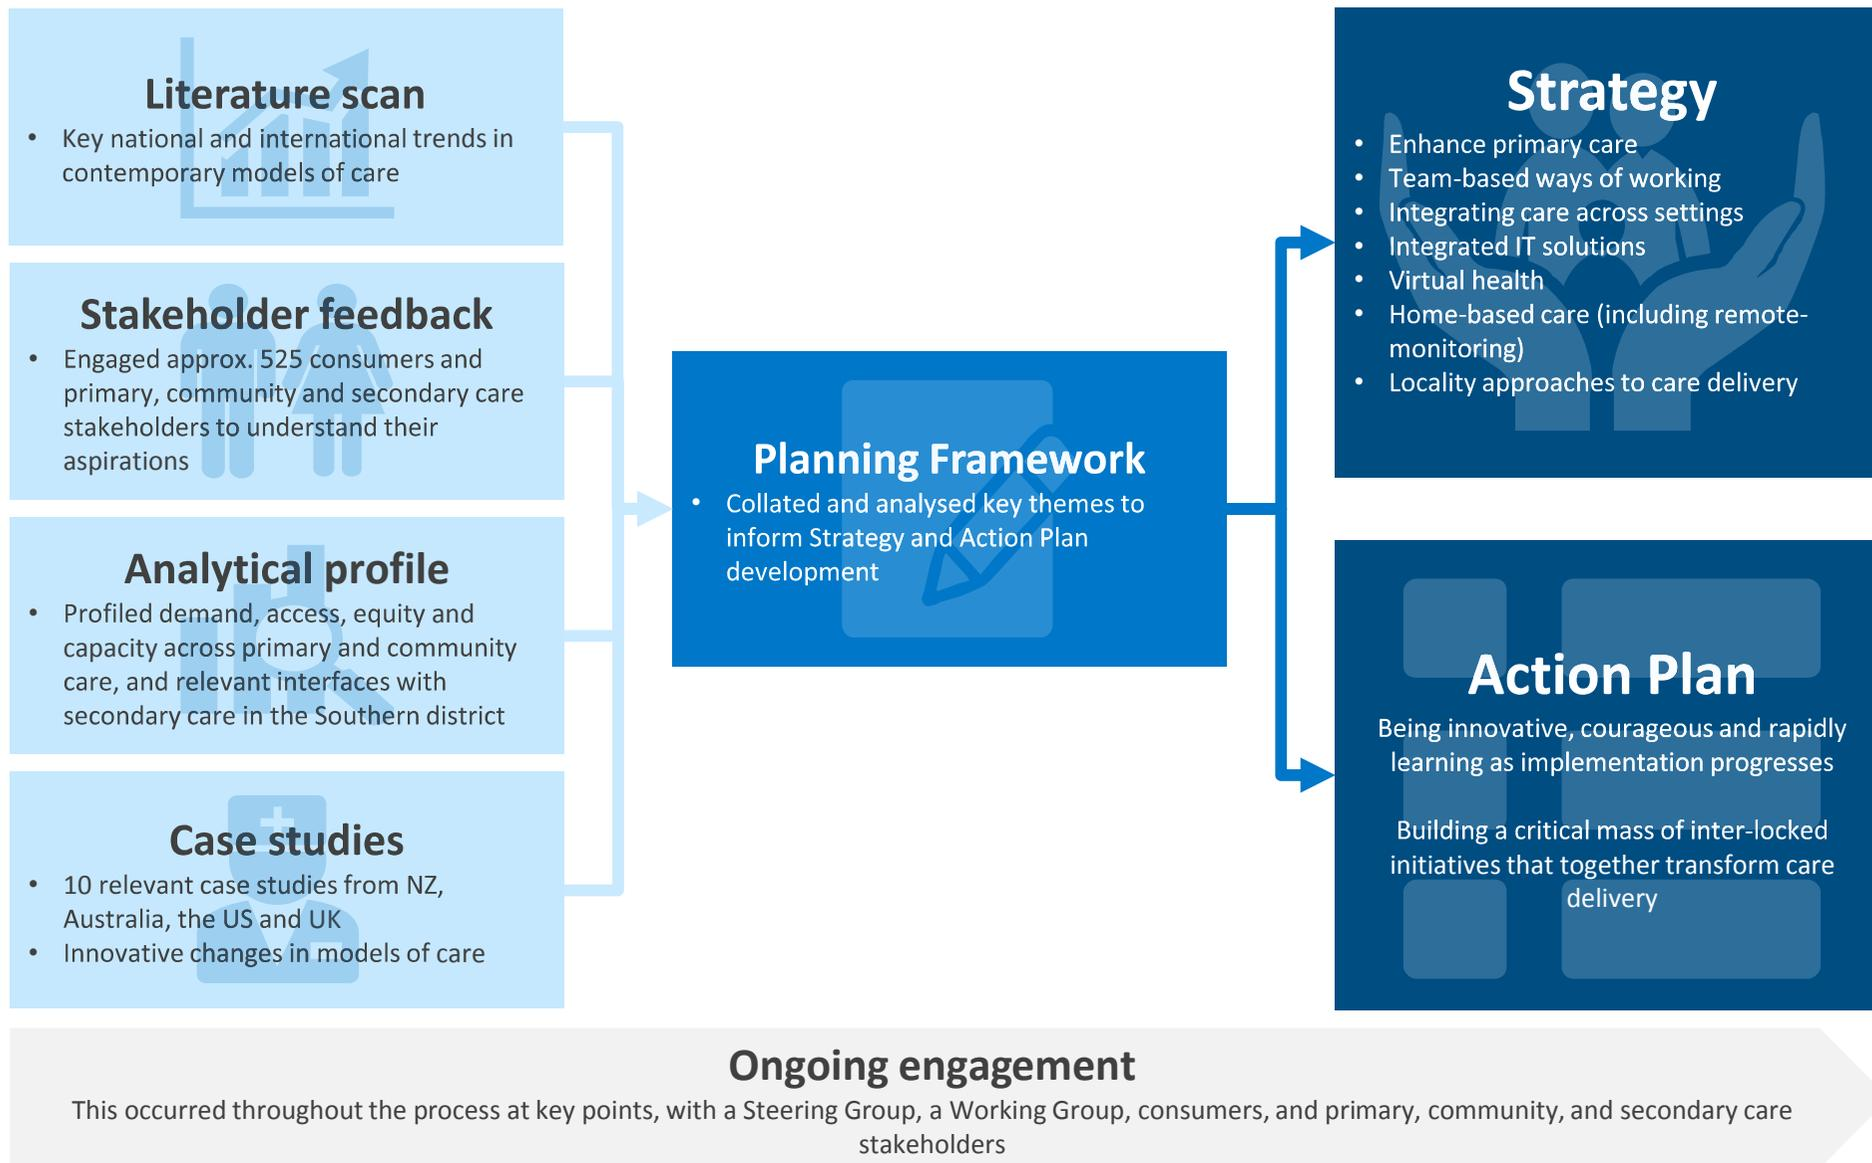 Literature scan
• Key national and international trends in
contemporary models of care
Stakeholder feedback
• Engaged approx. 525 consumers and
primary, community and secondary care
stakeholders to understand their
aspirations
Analytical profile
• Profiled demand, access, equity and
capacity across primary and community
care, and relevant interfaces with
secondary care in the Southern district
Case studies
• 10 relevant case studies from NZ,
Australia, the US and UK
• Innovative changes in models of care
Planning Framework
• Collated and analysed key themes to
inform Strategy and Action Plan
development
Strategy
• Enhance primary care
• Team-based ways of working
• Integrating care across settings
• Integrated IT solutions
• Virtual health
• Home-based care (including remote-
monitoring)
• Locality approaches to care delivery
Action Plan
Being innovative, courageous and rapidly
learning as implementation progresses
Building a critical mass of inter-locked
initiatives that together transform care
delivery
Ongoing engagement
This occurred throughout the process at key points, with a Steering Group, a Working Group, consumers, and primary, community, and secondary care
stakeholders